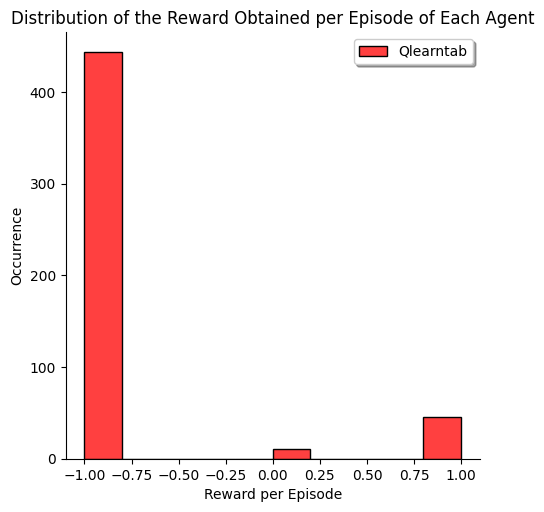 Distribution of the Reward Obtained per Episode of Each Agent
Qlearntab
Occurrence
400
300
200
100
0
−1.00 −0.75 −0.50 −0.25 0.00 0.25 0.50 0.75 1.00
Reward per Episode